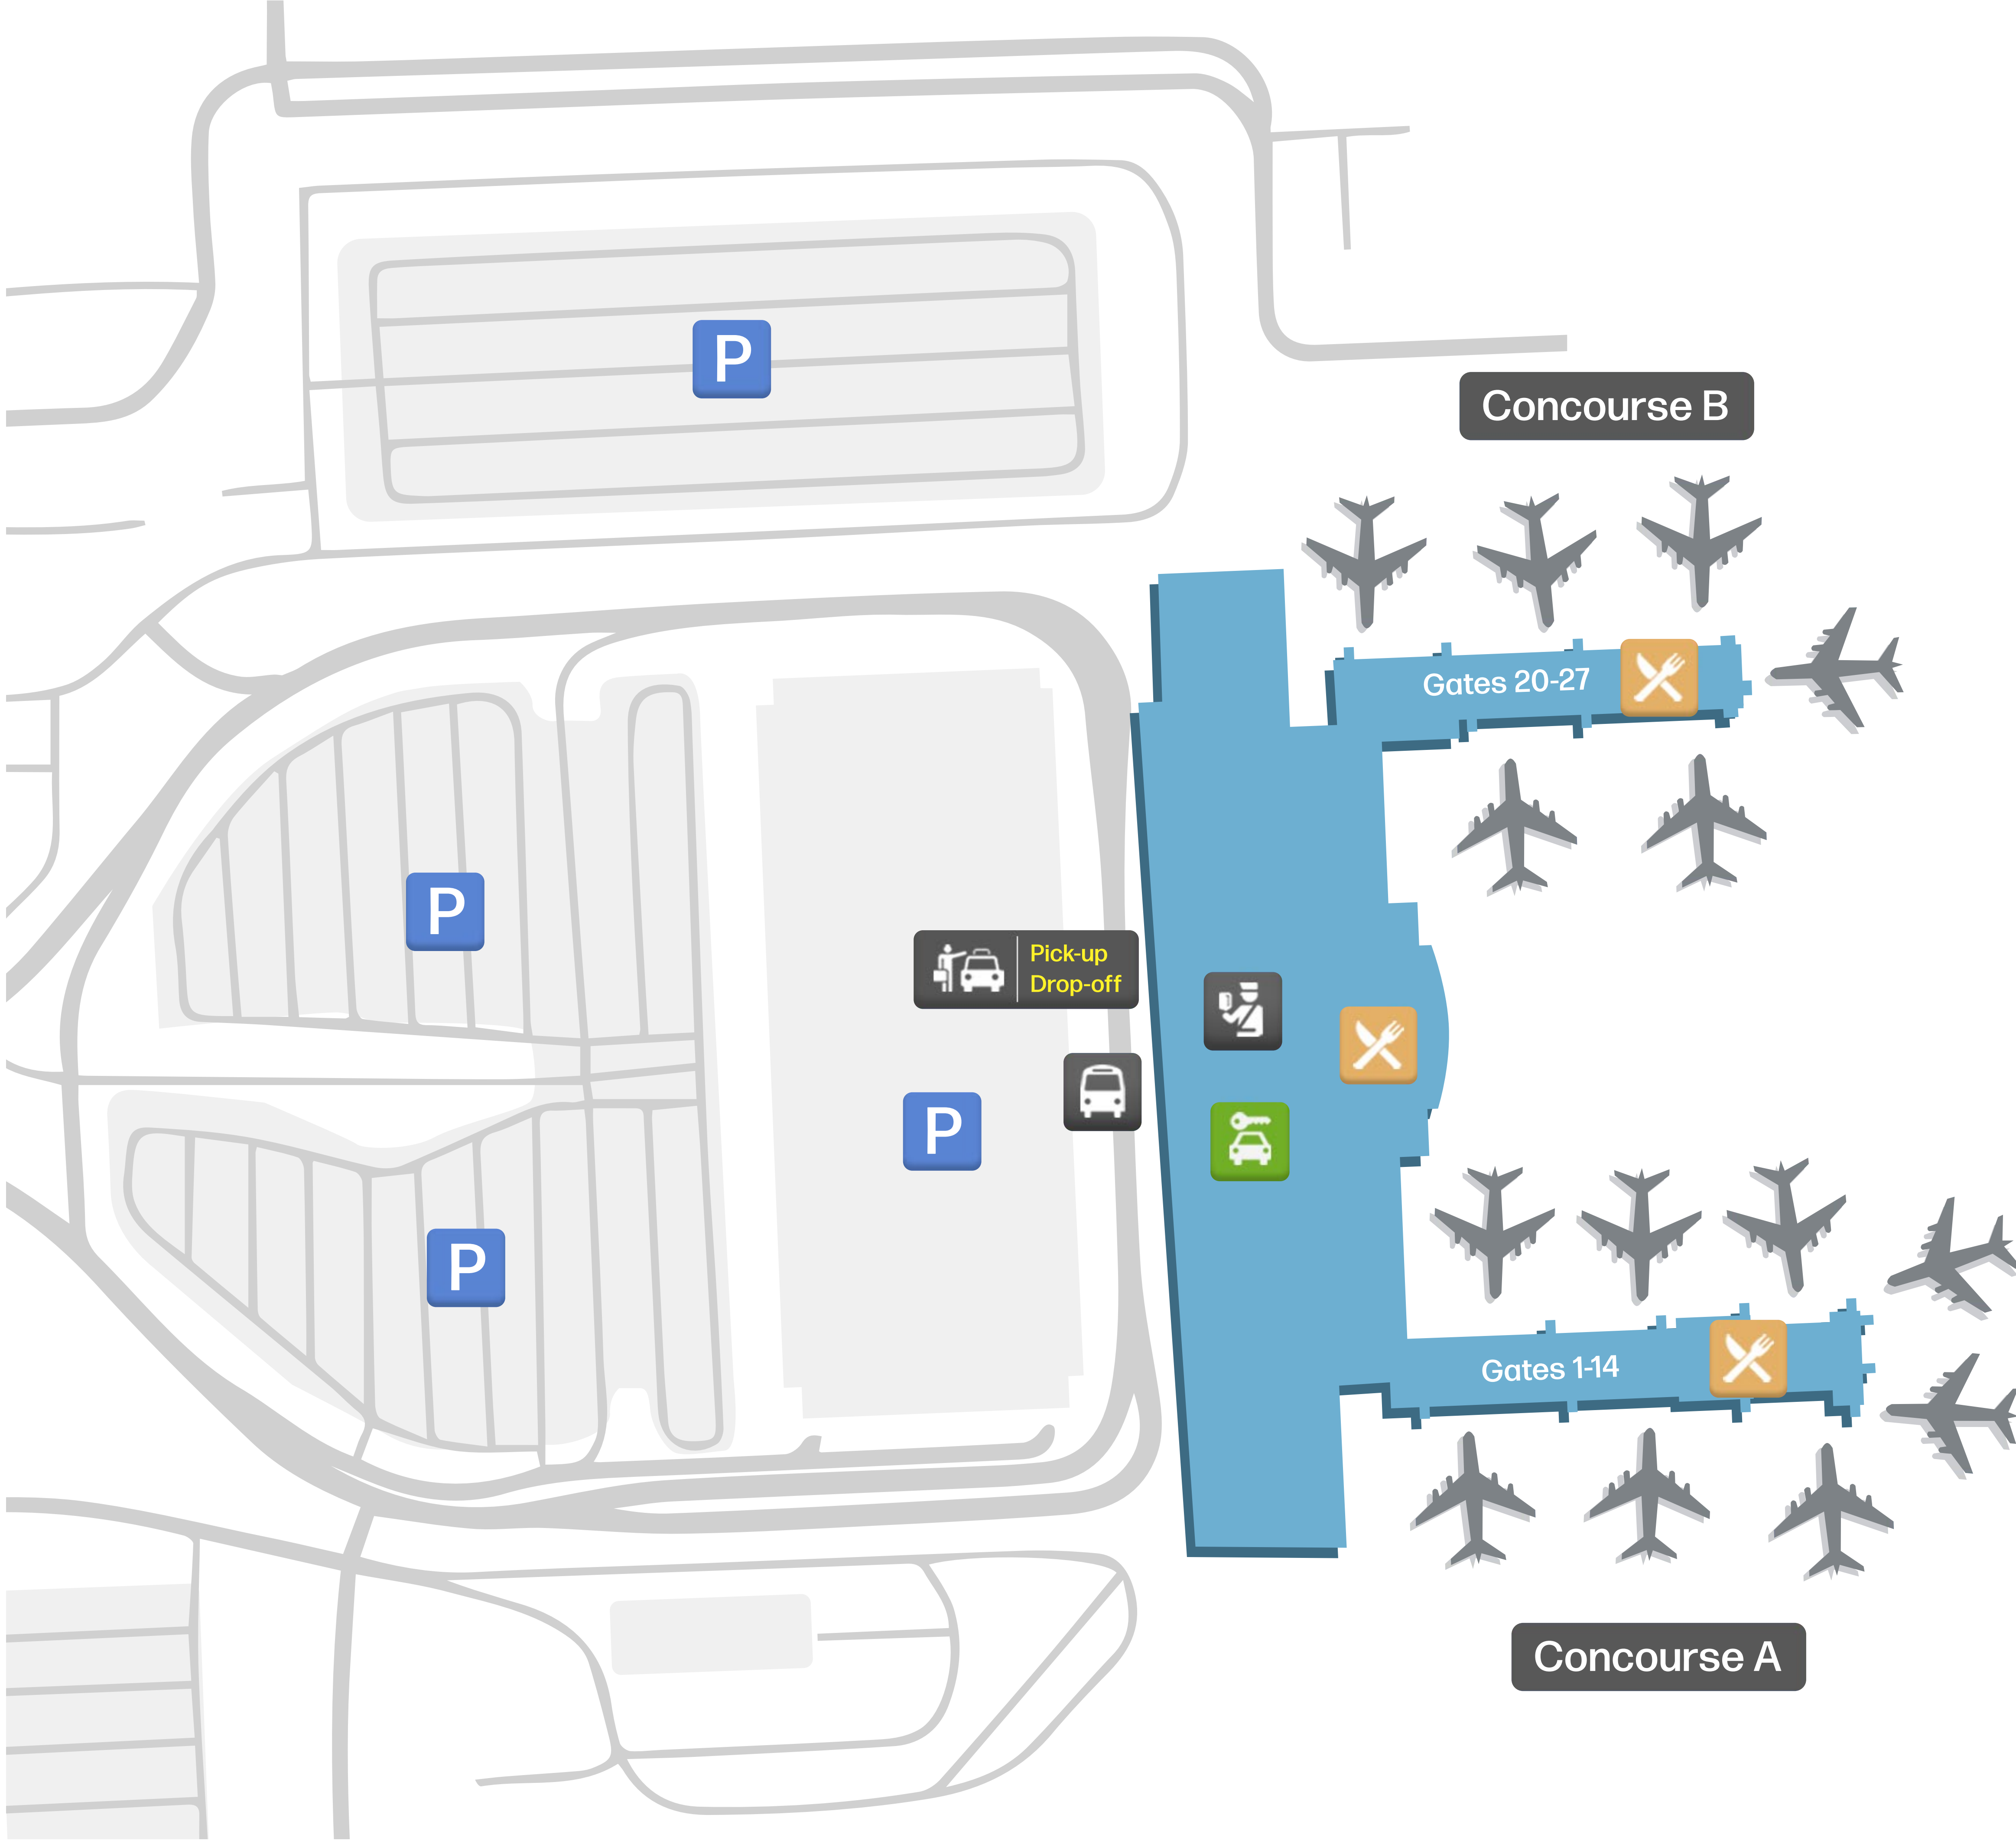 P
Concourse B
Gates 20-27
P
Pick-up
Drop-off
P
P
Gates 1-14
Concourse A